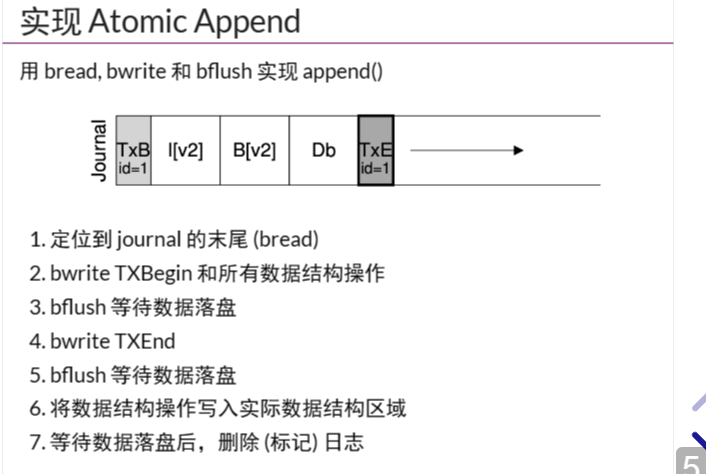 实现 Atomic Append
用 bread, bwrite 和 bflush 实现 append()
Journal
TxB id=1
I[v2]
B[v2]
Db
TxE id=1
1. 定位到 journal 的末尾 (bread)
2. bwrite TXBegin 和所有数据结构操作
3. bflush 等待数据落盘
4. bwrite TXEnd
5. bflush 等待数据落盘
6. 将数据结构操作写入实际数据结构区域
7. 等待数据落盘后，删除 (标记) 日志
5